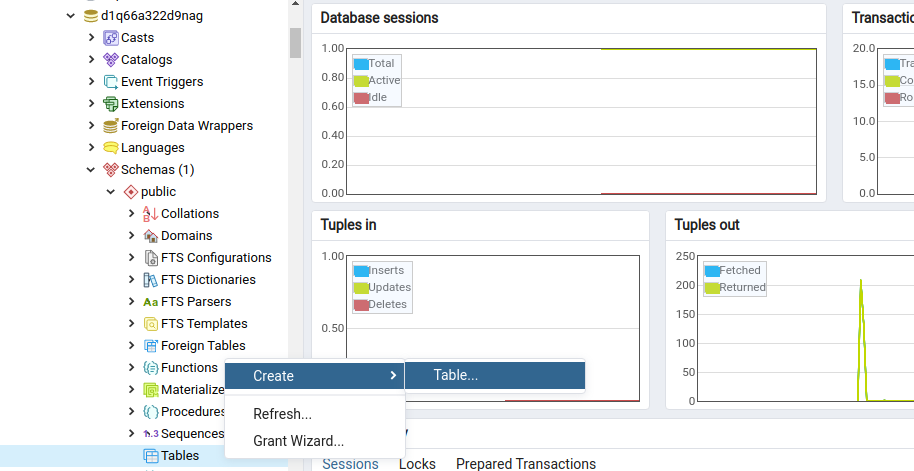 d1q66a322d9nag
Casts
Catalogs
Event Triggers
Extensions
Foreign Data Wrappers
Languages
Schemas (1)
public
Collations
Domains
FTS Configurations
FTS Dictionaries
FTS Parsers
Aa
FTS Templates
Foreign Tables
Functions
Materialize
Procedures
1..3 Sequences
Tables
Create
Table...
Refresh...
Grant Wizard...
Database sessions
1.00
0.80
0.60
0.40
0.20
0.00
Total
Active
Idle
Transactio
20.0
15.0
10.0
5.0
0.0
Tra
Co
Ro
Tuples in
1.00
0.50
Inserts
Updates
Deletes
Tuples out
250
200
150
100
50
0
Fetched
Returned
Sessions
Locks
Prepared Transactions